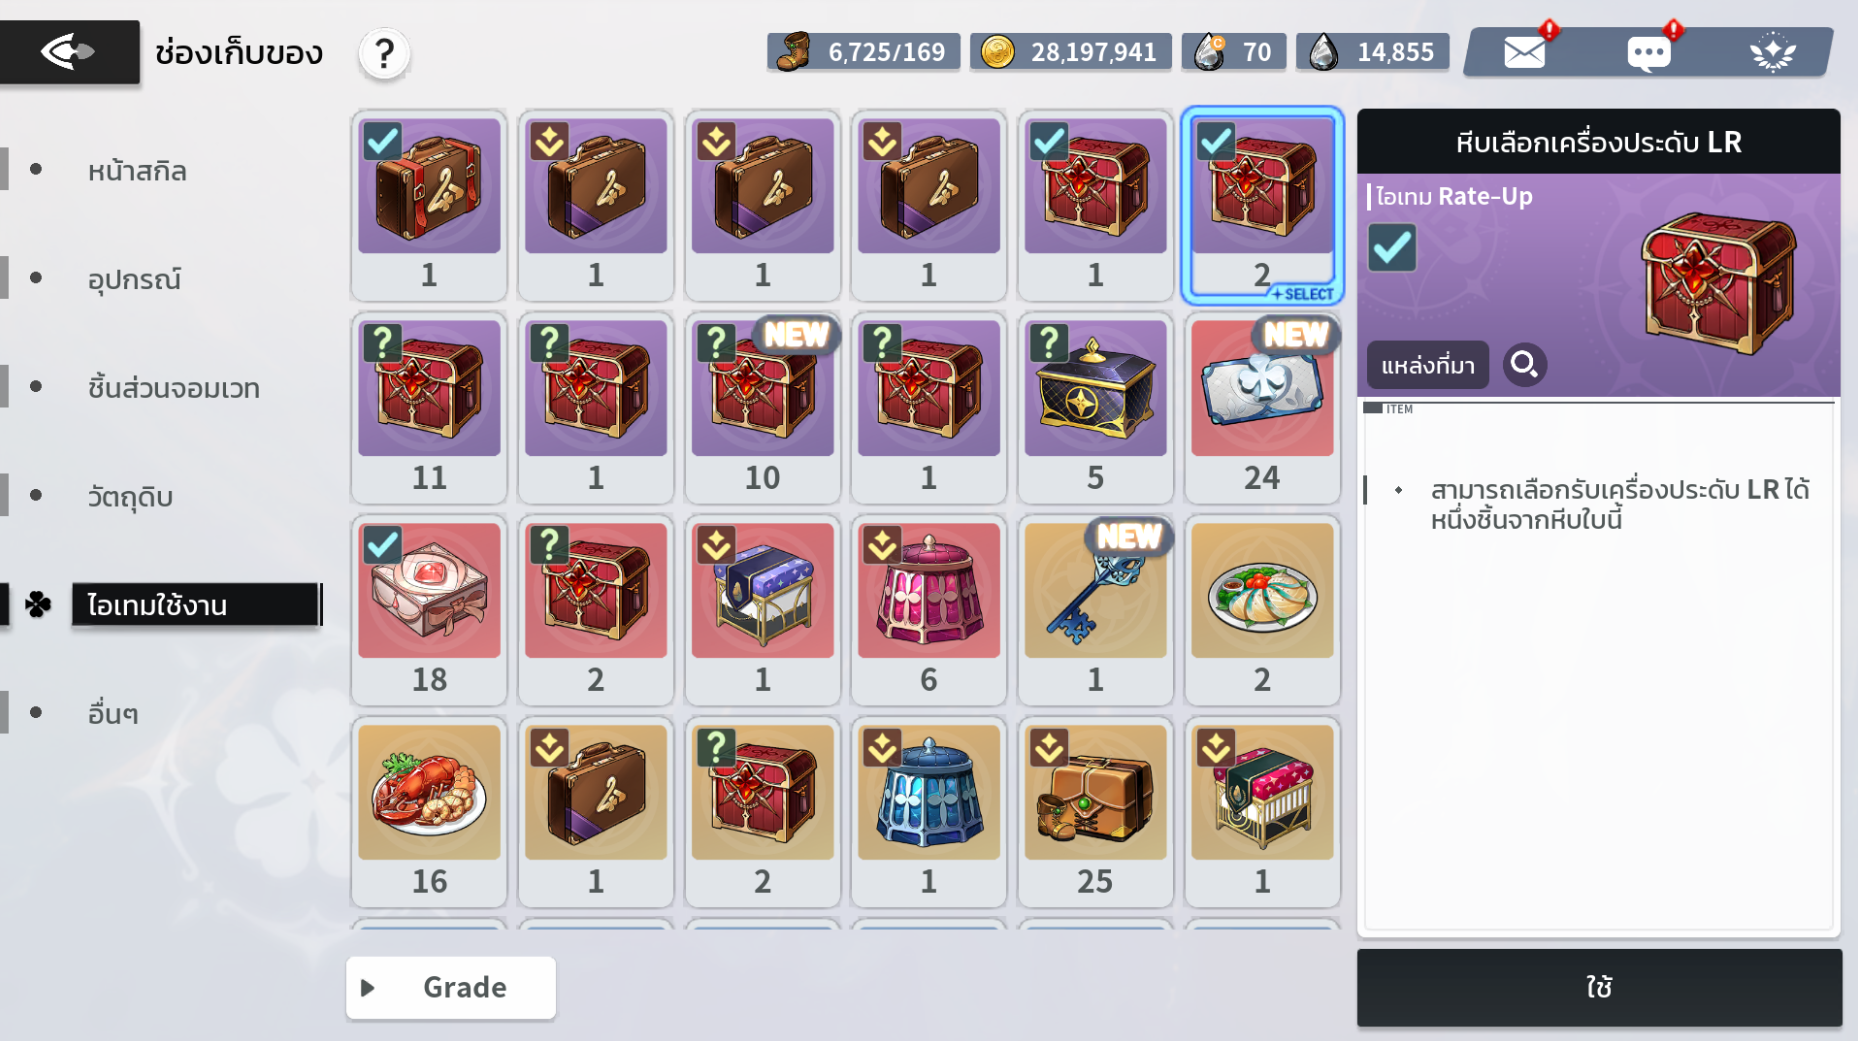 ช่องเก็บของ
?
6,725/169
28,197,941
C
70
14,855
หน้าสกิล
อุปกรณ์
ชิ้นส่วนจอมเวท
วัตถุดิบ
ไอเทมใช้งาน
อื่นๆ
1
1
1
1
1
2
SELECT
?
?
?
NEW
?
?
NEW
11
1
10
1
5
24
?
NEW
18
2
1
6
1
2
?
16
1
2
1
25
1
Grade
หีบเลือกเครื่องประดับ LR
ไอเทม Rate-Up
แหล่งที่มา
ITEM
สามารถเลือกรับเครื่องประดับ LR ได้
หนึ่งชิ้นจากหีบใบนี้
ใช้